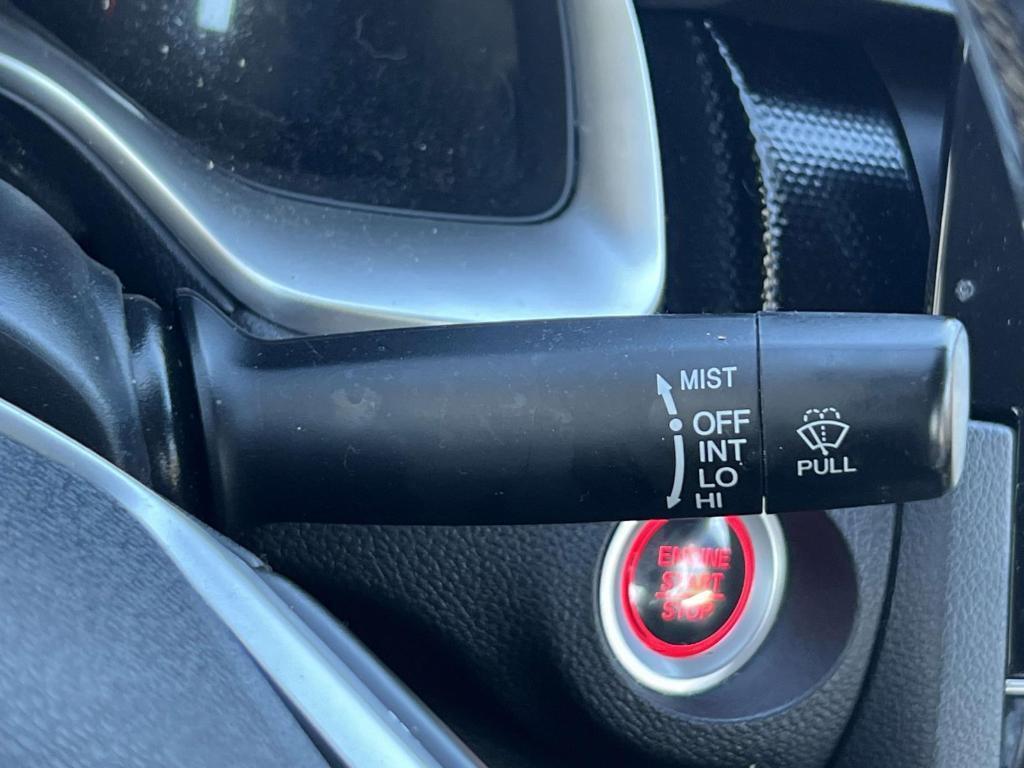 MIST
OFF
INT
LO
HI
PULL
ENGINE
START
STOP